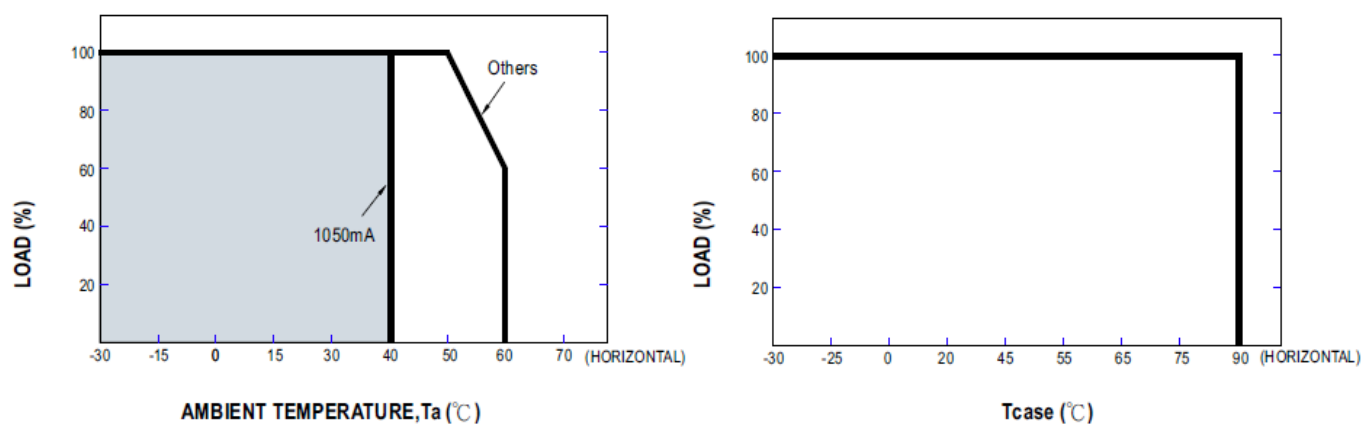 100
80
60
40
20
Others
1050mA
LOAD (%)
-30 -15 0 15 30 40 50 60 70 (HORIZONTAL)
AMBIENT TEMPERATURE,Ta (℃)
100
80
60
40
20
LOAD (%)
-30 -25 0 20 45 55 65 75 90 (HORIZONTAL)
Tcase (℃)